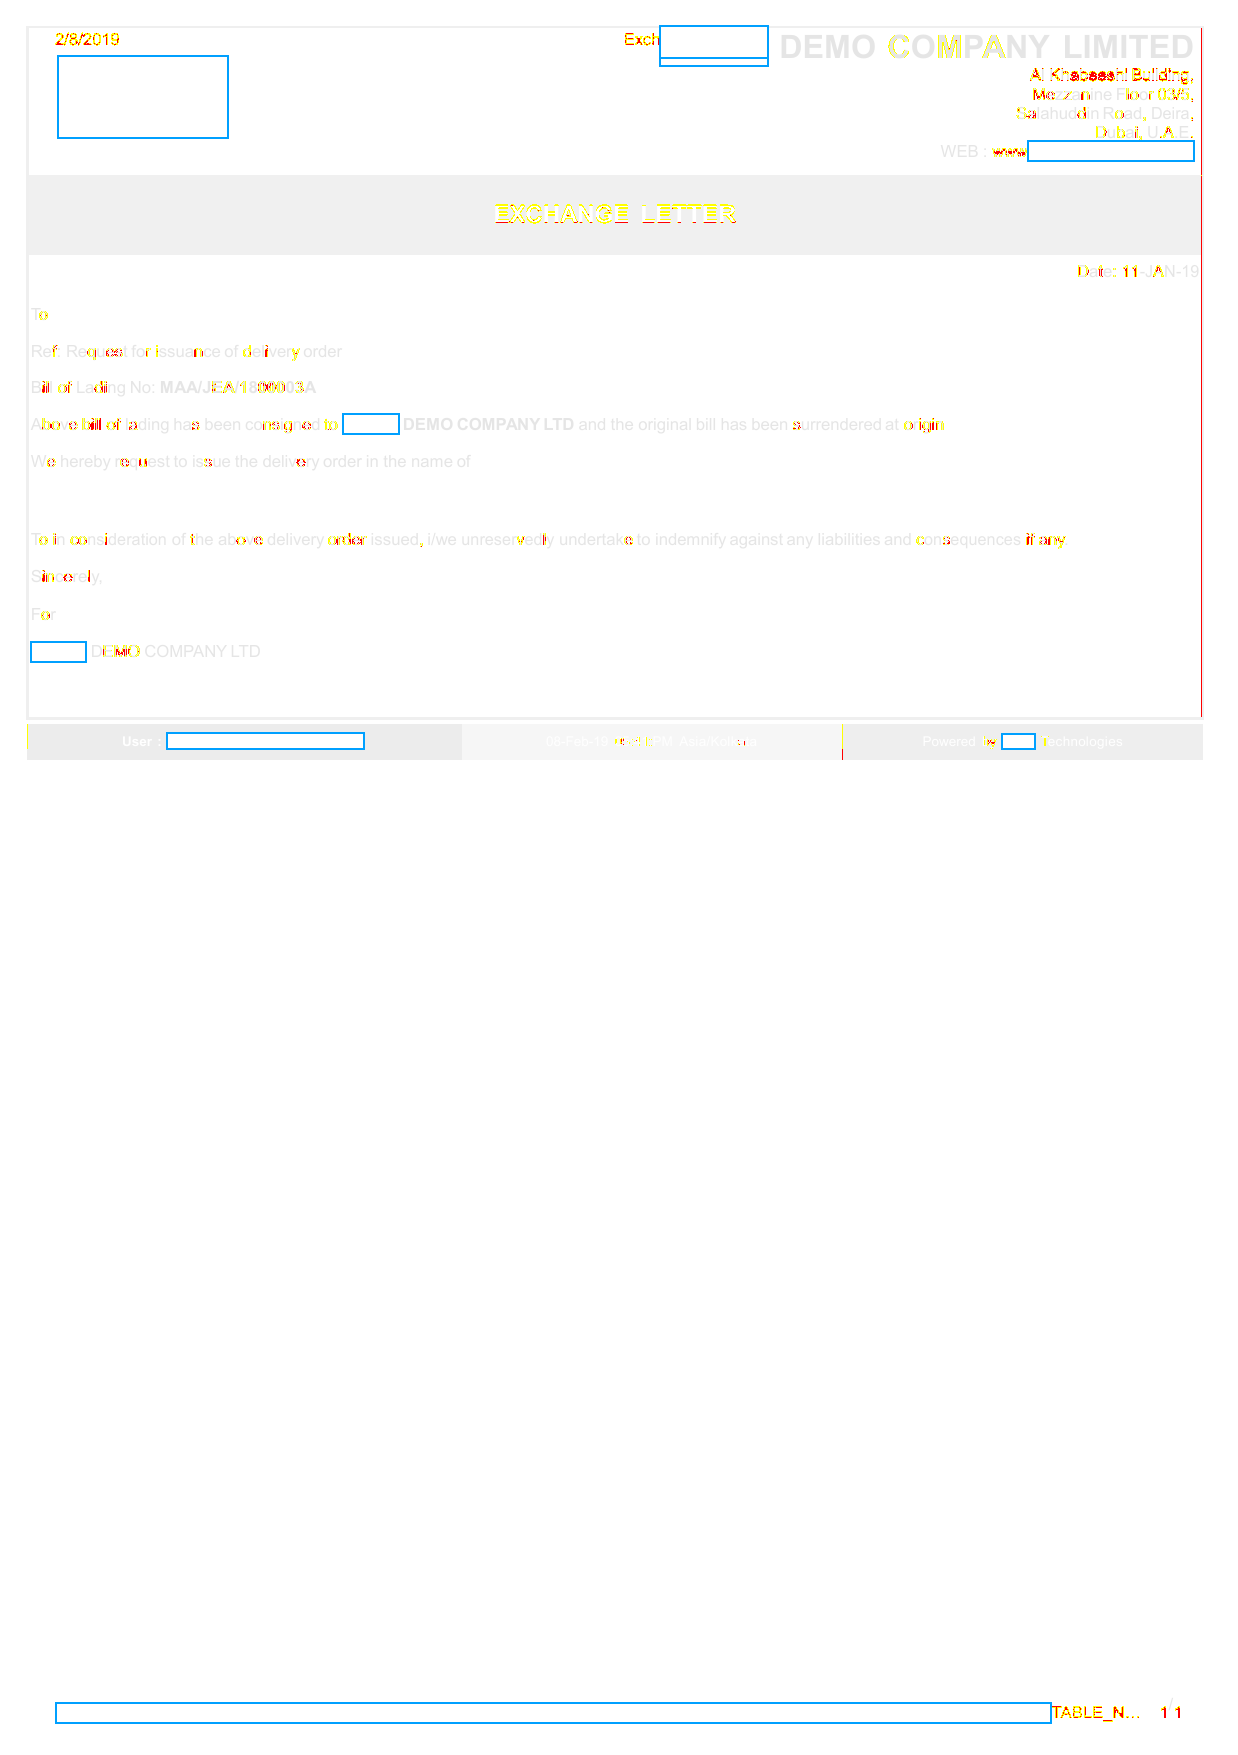 2/8/2019 Exch
DEMO COMPANY LIMITED
Al Khabeesi Building,
Mezzanine Floor 03/5,
Salahuddin Road, Deira,
Dubai, U.A.E.
WEB : www
EXCHANGE LETTER
Date: 11-JAN-19
To
Ref: Request for issuance of delivery order
Bill of Lading No:
Above bill of lading has been consigned to DEMO COMPANY LTD and the original bill has been surrendered at origin
We hereby request to issue the delivery order in the name of
To in consideration of the above delivery order issued, i/we unreservedly undertake to indemnify against any liabilities and consequences if any
Sincerely,
For
DEMO COMPANY LTD
User : 08-Feb-19 PM Powered by Technologies
TABLE_N... 1/1